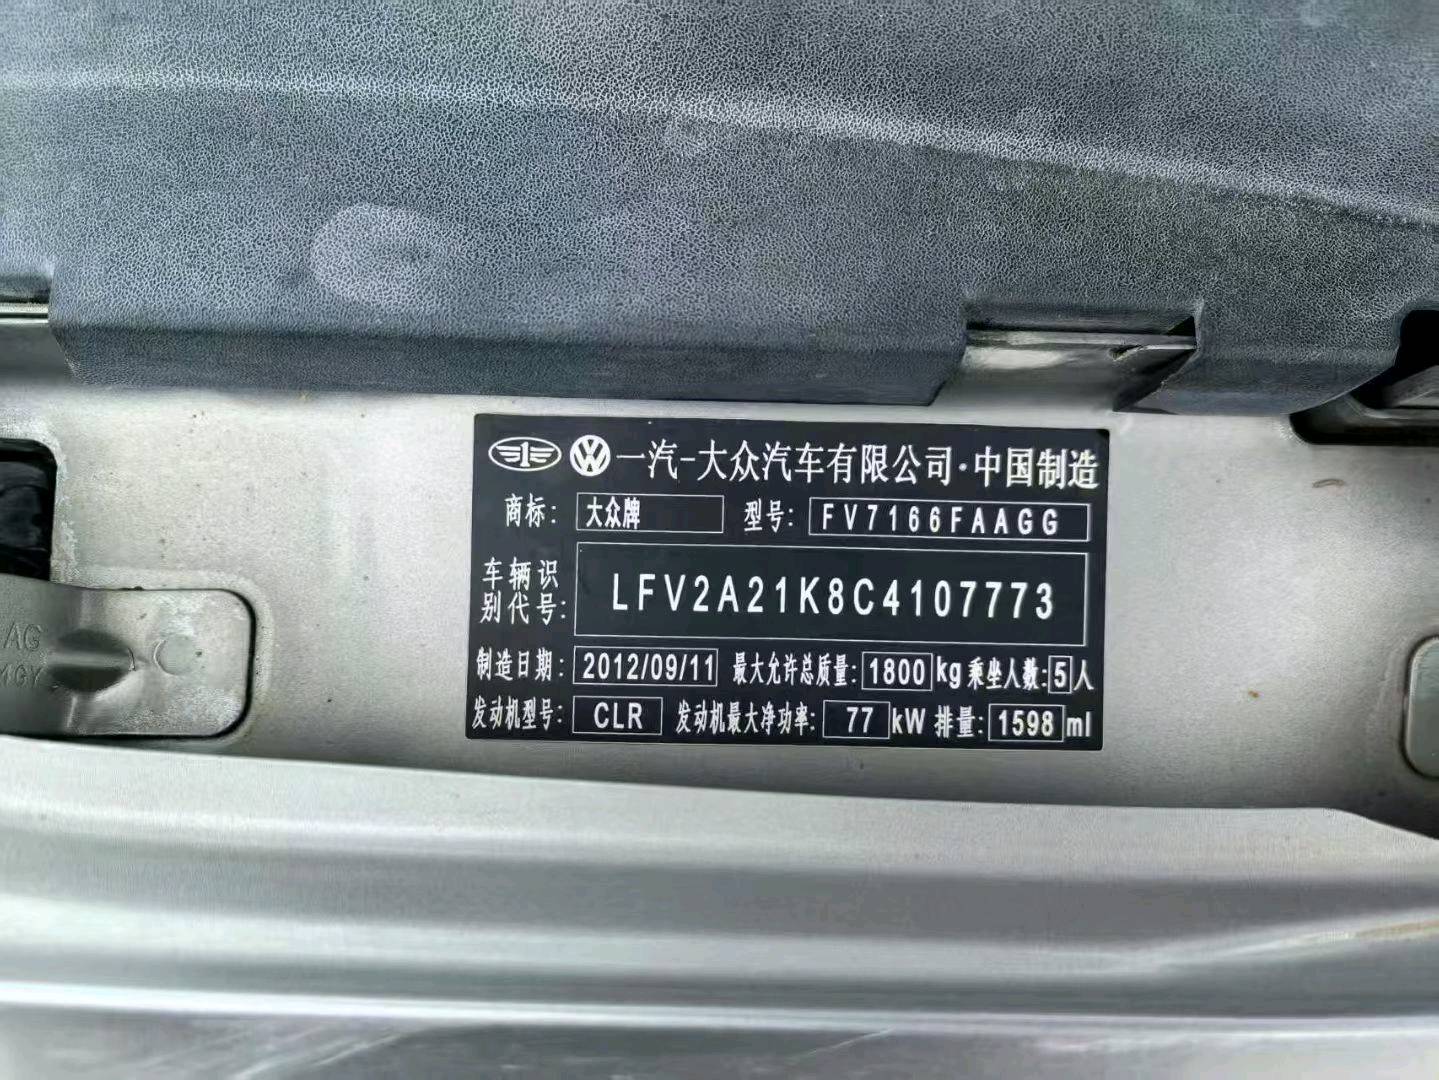 一汽-大众汽车有限公司·中国制造
商标: 大众牌 型号: FV7166FAAGG
车辆识别代号: LFV2A21K8C4107773
制造日期: 2012/09/11 最大允许总质量: 1800 kg 乘坐人数: 5 人
发动机型号: CLR 发动机最大净功率: 77 kW 排量: 1598 ml
AG